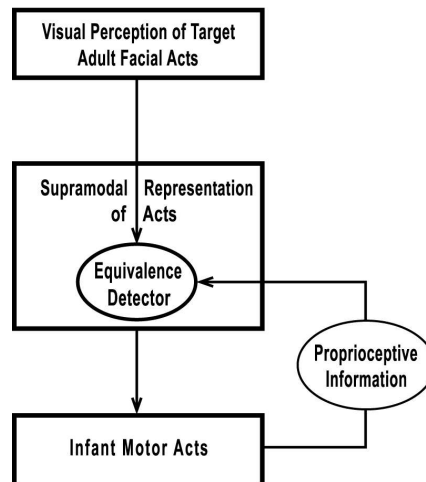 Visual Perception of Target
Adult Facial Acts
Supramodal Representation
of Acts
Equivalence
Detector
Proprioceptive
Information
Infant Motor Acts